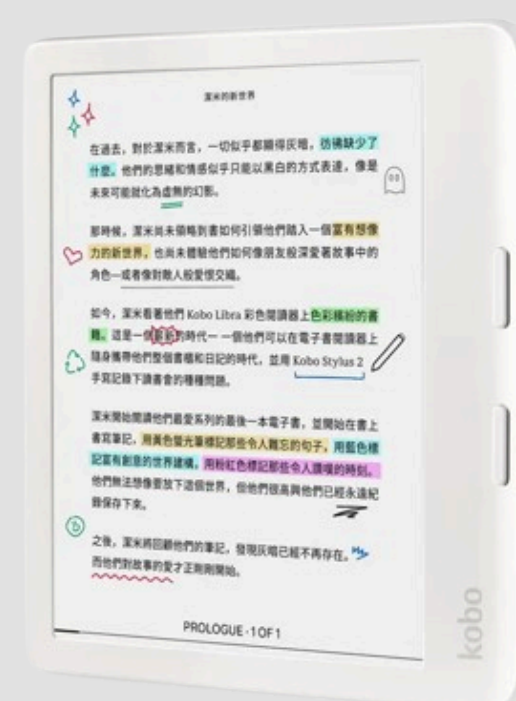 潔米的新世界
在過去，對於潔米而言，一切似乎都顯得灰暗，彷彿缺少了
什麼。他們的思緒和情感似乎只能以黑白的方式表達，像是
未來可能就化為虛無的幻影。
那時候，潔米尚未領略到書如何引領他們踏入一個富有想像
力的新世界，也尚未體驗他們如何像朋友般深愛著故事中的
角色—或者像對敵人般愛恨交織。
如今，潔米看著他們 Kobo Libra 彩色閱讀器上色彩繽紛的書
籍。這是一個嶄新的時代— 一個他們可以在電子書閱讀器上
隨身攜帶他們整個書櫃和日記的時代，並用 Kobo Stylus 2
手寫記錄下讀書會的種種問題。
潔米開始閱讀他們最愛系列的最後一本電子書，並開始在書上
書寫筆記，用黃色螢光筆標記那些令人難忘的句子，用藍色標
記富有創意的世界建構，用粉紅色標記那些令人讚嘆的時刻。
他們無法想像要放下這個世界，但他們很高興他們已經永遠紀
錄保存下來。
之後，潔米將回顧他們的筆記，發現灰暗已經不再存在。
而他們對故事的愛才正剛剛開始。
PROLOGUE · 1 OF 1
kobo